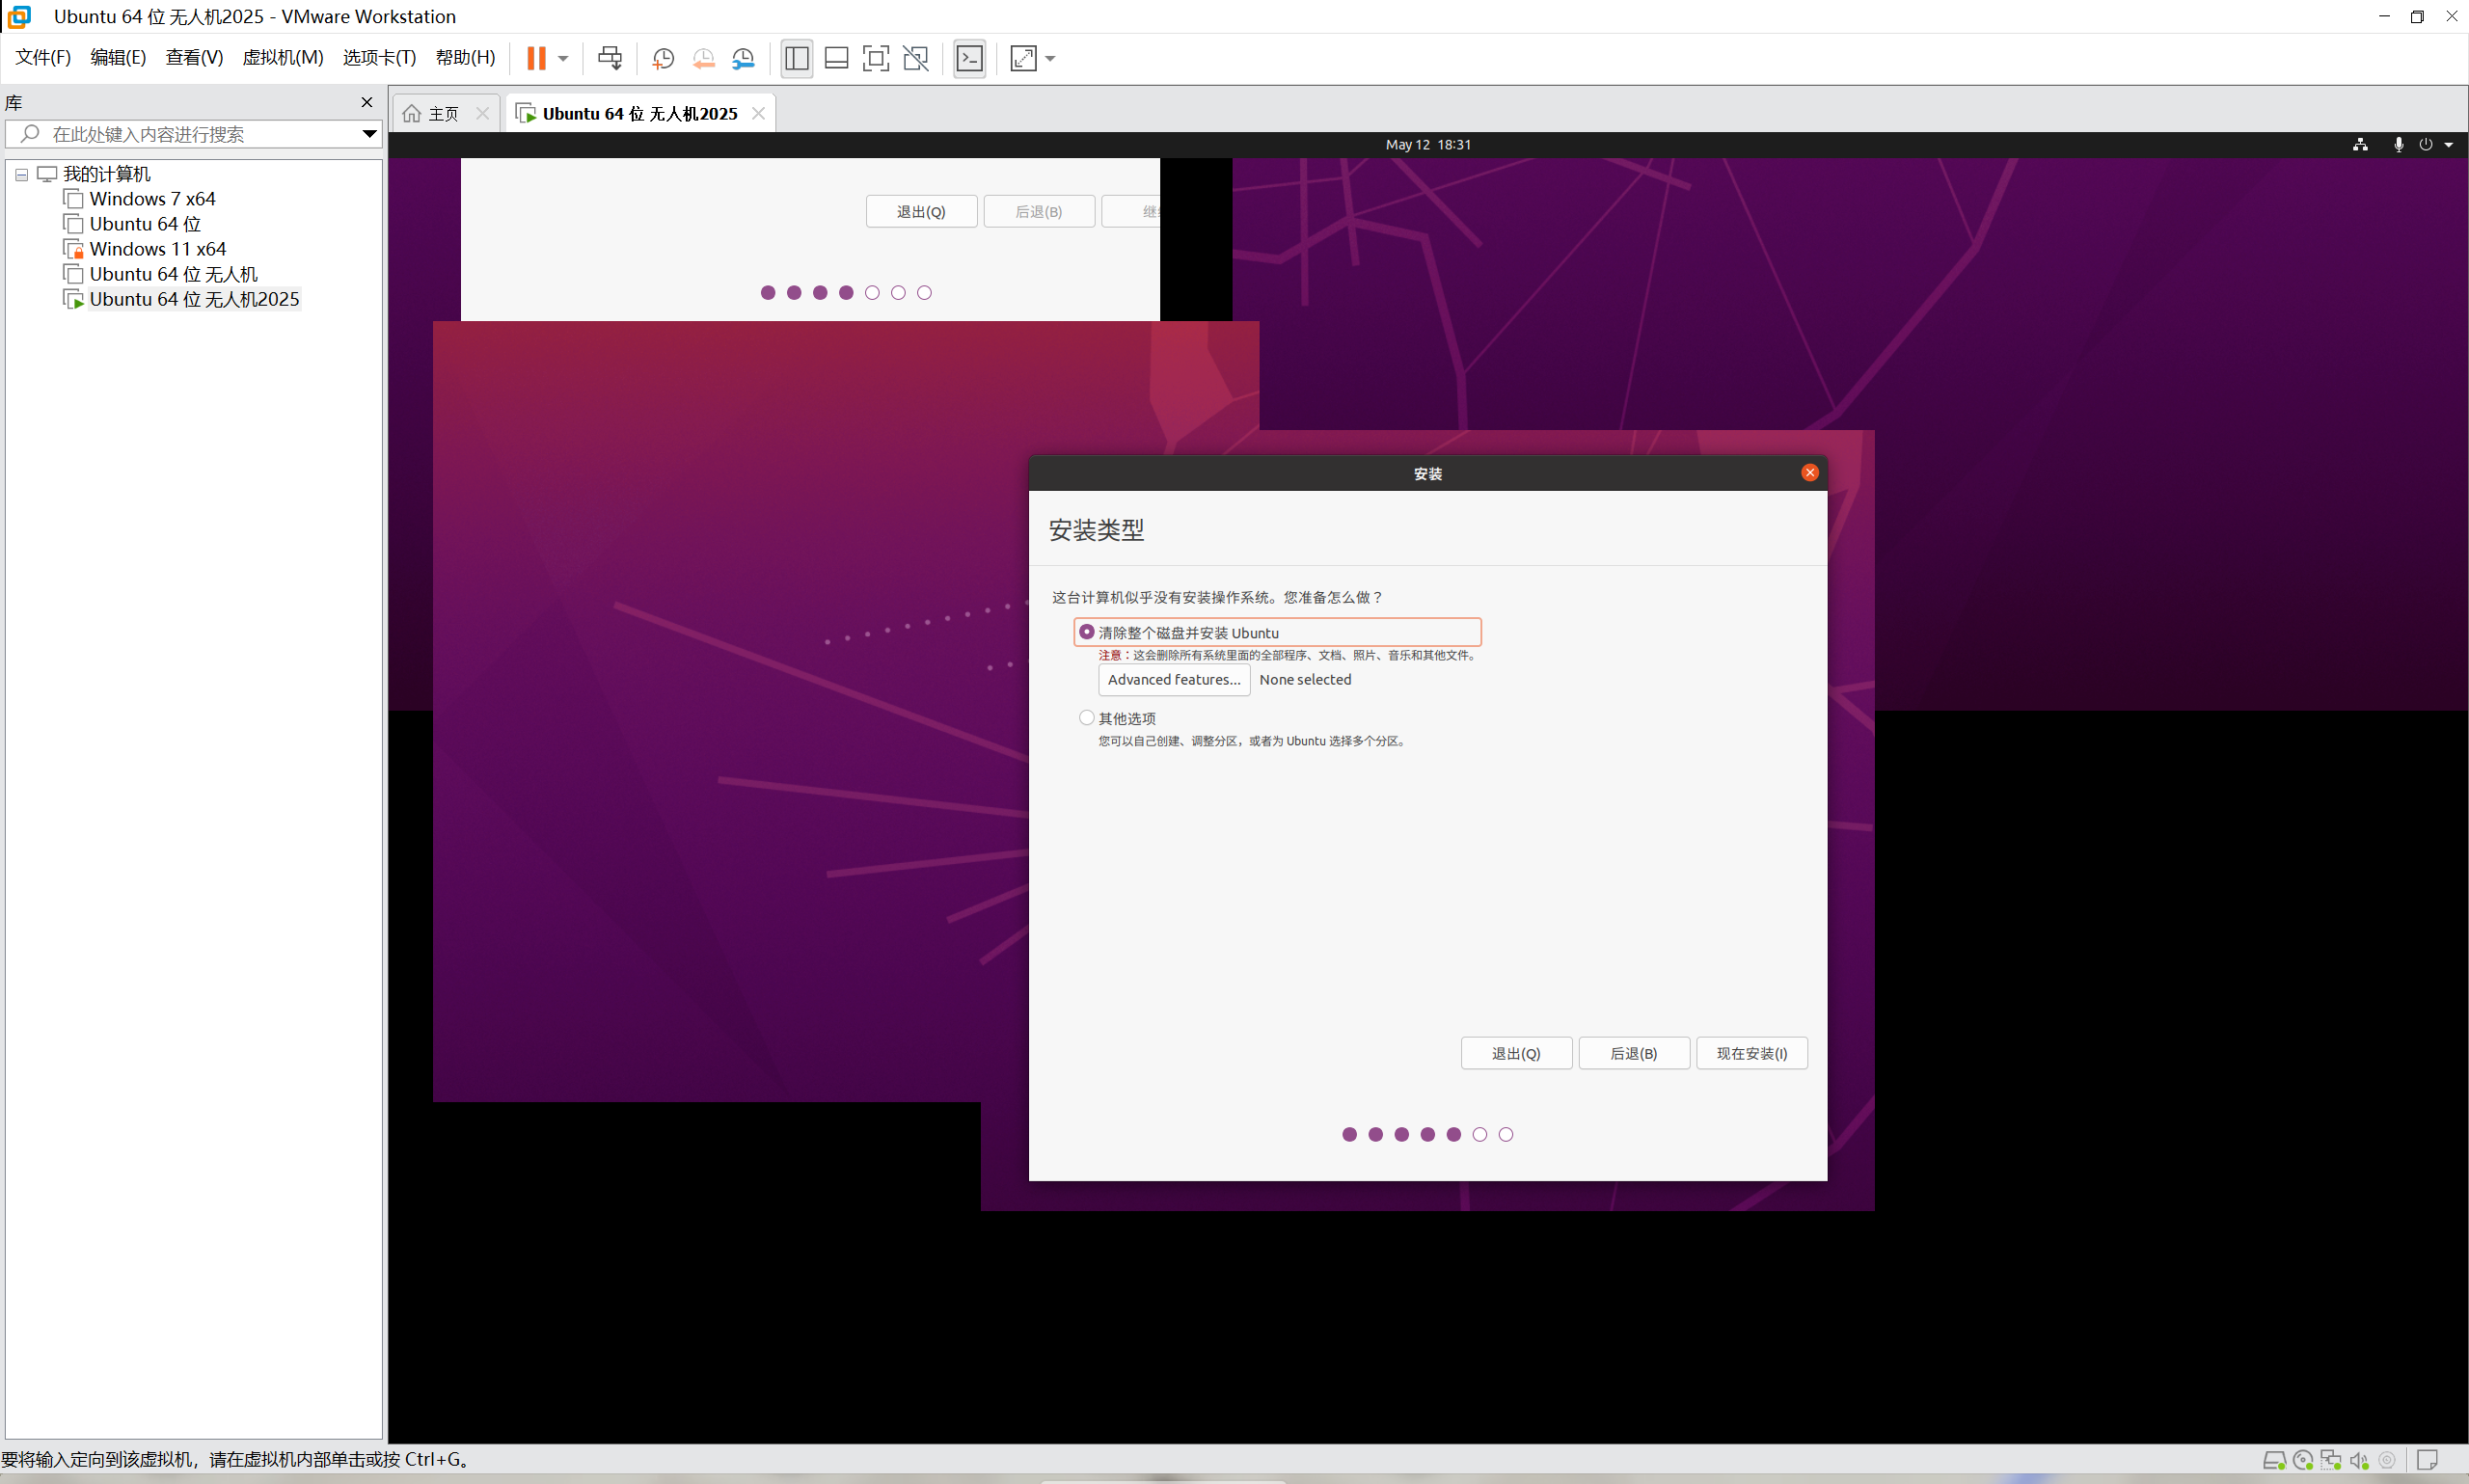 Ubuntu 64 位 无人机2025 - VMware Workstation
文件(F) 编辑(E) 查看(V) 虚拟机(M) 选项卡(T) 帮助(H)
库
在此处键入内容进行搜索
我的计算机
Windows 7 x64
Ubuntu 64 位
Windows 11 x64
Ubuntu 64 位 无人机
Ubuntu 64 位 无人机2025
主页
Ubuntu 64 位 无人机2025
May 12 18:31
退出(Q) 后退(B)
安装
安装类型
这台计算机似乎没有安装操作系统。您准备怎么做？
清除整个磁盘并安装 Ubuntu
注意：这会删除所有系统里面的全部程序、文档、照片、音乐和其他文件。
Advanced features... None selected
其他选项
您可以自己创建、调整分区，或者为 Ubuntu 选择多个分区。
退出(Q) 后退(B) 现在安装(I)
要将输入定向到该虚拟机，请在虚拟机内部单击或按 Ctrl+G。